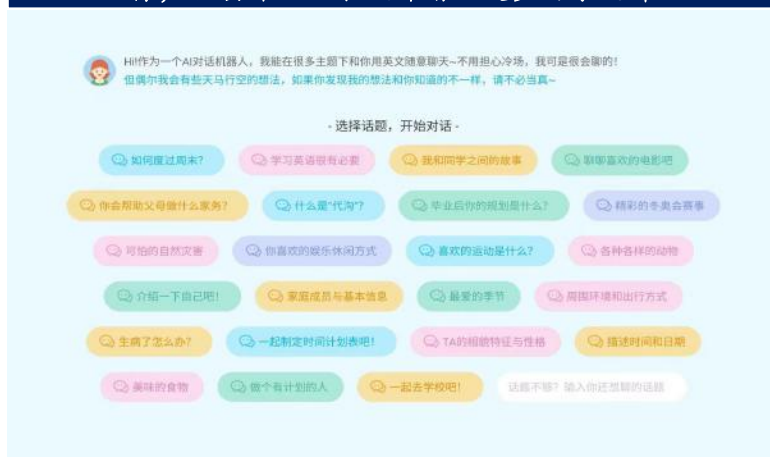 Hi!作为一个AI对话机器人，我能在很多主题下和你用英文随意聊天~不用担心冷场，我可是很会聊的!
但偶尔我会有些天马行空的想法，如果你发现我的想法和你知道的不一样，请不必当真~
- 选择话题，开始对话 -
如何度过周末? 学习英语很有必要 我和同学之间的故事 聊聊喜欢的电影吧
你会帮助父母做什么家务? 什么是"代沟"? 毕业后你的规划是什么? 精彩的冬奥会赛事
可怕的自然灾害 你喜欢的娱乐休闲方式 喜欢的运动是什么? 各种各样的动物
介绍一下自己吧! 家庭成员与基本信息 最爱的季节 周围环境和出行方式
生病了怎么办? 一起制定时间计划表吧! TA的相貌特征与性格 描述时间和日期
美味的食物 做个有计划的人 一起去学校吧! 话题不够? 输入你还想聊的话题